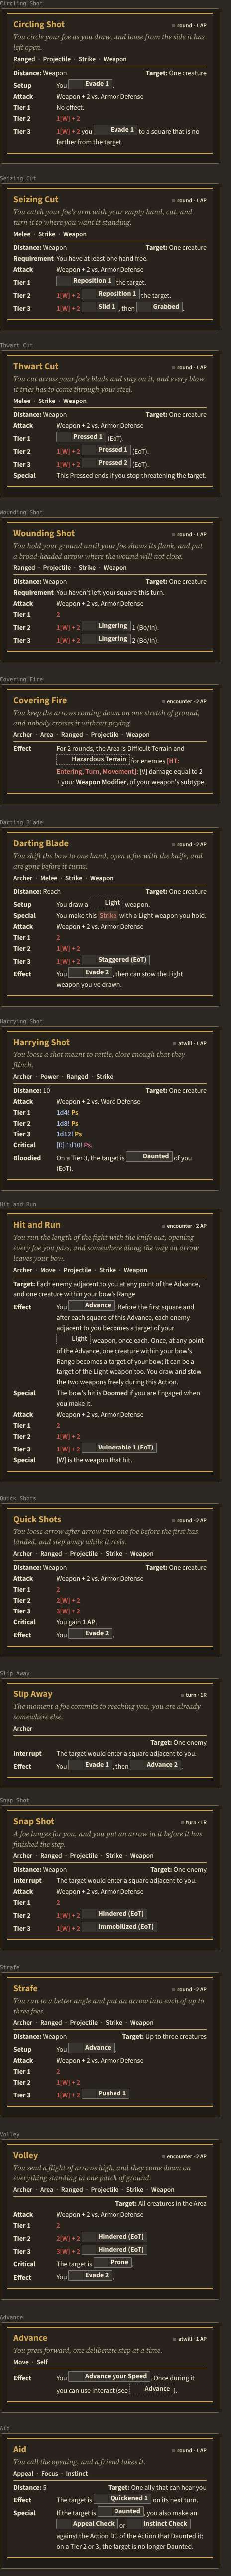 Circling Shot
Circling Shot
round · 1 AP
You circle your foe as you draw, and loose from the side it has
left open.
Ranged · Projectile · Strike · Weapon
Distance: Weapon Target: One creature
Setup You Evade 1.
Attack Weapon + 2 vs. Armor Defense
Tier 1 No effect.
Tier 2 1[W] + 2
Tier 3 1[W] + 2 you Evade 1 to a square that is no
farther from the target.
Seizing Cut
Seizing Cut
round · 1 AP
You catch your foe's arm with your empty hand, cut, and
turn it to where you want it standing.
Melee · Strike · Weapon
Distance: Weapon Target: One creature
Requirement You have at least one hand free.
Attack Weapon + 2 vs. Armor Defense
Tier 1 Reposition 1 the target.
Tier 2 1[W] + 2 Reposition 1 the target.
Tier 3 1[W] + 2 Slid 1, then Grabbed.
Thwart Cut
Thwart Cut
round · 1 AP
You cut across your foe's blade and stay on it, and every blow
it tries has to come through your steel.
Melee · Strike · Weapon
Distance: Weapon Target: One creature
Attack Weapon + 2 vs. Armor Defense
Tier 1 Pressed 1 (EoT).
Tier 2 1[W] + 2 Pressed 1 (EoT).
Tier 3 1[W] + 2 Pressed 2 (EoT).
Special This Pressed ends if you stop threatening the target.
Wounding Shot
Wounding Shot
round · 1 AP
You hold your ground until your foe shows its flank, and put
a broad-headed arrow where the wound will not close.
Ranged · Projectile · Strike · Weapon
Distance: Weapon Target: One creature
Requirement You haven't left your square this turn.
Attack Weapon + 2 vs. Armor Defense
Tier 1 2
Tier 2 1[W] + 2 Lingering 1 (Bo/In).
Tier 3 1[W] + 2 Lingering 2 (Bo/In).
Covering Fire
Covering Fire
encounter · 2 AP
You keep the arrows coming down on one stretch of ground,
and nobody crosses it without paying.
Archer · Area · Ranged · Projectile · Weapon
Effect For 2 rounds, the Area is Difficult Terrain and
Hazardous Terrain for enemies [HT:
Entering, Turn, Movement]: [V] damage equal to 2
+ your Weapon Modifier, of your weapon's subtype.
Darting Blade
Darting Blade
round · 2 AP
You shift the bow to one hand, open a foe with the knife, and
are gone before it turns.
Archer · Melee · Strike · Weapon
Distance: Reach Target: One creature
Setup You draw a Light weapon.
Special You make this Strike with a Light Weapon you hold.
Attack Weapon + 2 vs. Armor Defense
Tier 1 2
Tier 2 1[W] + 2
Tier 3 1[W] + 2 Staggered (EoT)
Effect You Evade 2, then can stow the Light
weapon you've drawn.
Harrying Shot
Harrying Shot
atwill · 1 AP
You loose a shot meant to rattle, close enough that they
flinch.
Archer · Power · Ranged · Strike
Distance: 10 Target: One creature
Attack Weapon + 2 vs. Ward Defense
Tier 1 1d4! Ps
Tier 2 1d8! Ps
Tier 3 1d12! Ps
Critical [R] 1d10! Ps.
Bloodied On a Tier 3, the target is Daunted of you
(EoT).
Hit and Run
Hit and Run
encounter · 2 AP
You run the length of the fight with the knife out, opening
every foe you pass, and somewhere along the way an arrow
leaves your bow.
Archer · Move · Projectile · Strike · Weapon
Target: Each enemy adjacent to you at any point of the Advance,
and one creature within your bow's Range
Effect You Advance. Before the first square and
after each square of this Advance, each enemy
adjacent to you becomes a target of your
Light weapon, once each. Once, at any point
of the Advance, one creature within your bow's
Range becomes a target of your bow; it can be a
target of the Light weapon too. You draw and stow
the two weapons freely during this Action.
Special The bow's hit is Doomed if you are Engaged when
you make it.
Attack Weapon + 2 vs. Armor Defense
Tier 1 2
Tier 2 1[W] + 2
Tier 3 1[W] + 2 Vulnerable 1 (EoT)
Special [W] is the weapon that hit.
Quick Shots
Quick Shots
round · 2 AP
You loose arrow after arrow into one foe before the first has
landed, and step away while it reels.
Archer · Ranged · Projectile · Strike · Weapon
Distance: Weapon Target: One creature
Attack Weapon + 2 vs. Armor Defense
Tier 1 2
Tier 2 2[W] + 2
Tier 3 3[W] + 2
Critical You gain 1 AP.
Effect You Evade 2.
Slip Away
Slip Away
turn · 1R
The moment a foe commits to reaching you, you are already
somewhere else.
Archer
Target: One enemy
Interrupt The target would enter a square adjacent to you.
Effect You Evade 1, then Advance 2.
Snap Shot
Snap Shot
turn · 1R
A foe lunges for you, and you put an arrow in it before it has
finished the step.
Archer · Ranged · Projectile · Strike · Weapon
Distance: Weapon Target: One enemy
Interrupt The target would enter a square adjacent to you.
Attack Weapon + 2 vs. Armor Defense
Tier 1 2
Tier 2 1[W] + 2 Hindered (EoT)
Tier 3 1[W] + 2 Immobilized (EoT)
Strafe
Strafe
round · 2 AP
You run to a better angle and put an arrow into each of up to
three foes.
Archer · Ranged · Projectile · Strike · Weapon
Distance: Weapon Target: Up to three creatures
Setup You Advance.
Attack Weapon + 2 vs. Armor Defense
Tier 1 2
Tier 2 1[W] + 2
Tier 3 1[W] + 2 Pushed 1
Volley
Volley
encounter · 2 AP
You send a flight of arrows high, and they come down on
everything standing in one patch of ground.
Archer · Area · Ranged · Projectile · Strike · Weapon
Target: All creatures in the Area
Attack Weapon + 2 vs. Armor Defense
Tier 1 2
Tier 2 2[W] + 2 Hindered (EoT)
Tier 3 3[W] + 2 Hindered (EoT)
Critical The target is Prone.
Effect You Evade 2.
Advance
Advance
atwill · 1 AP
You press forward, one deliberate step at a time.
Move · Self
Effect You Advance your Speed. Once during it
you can use Interact (see Advance).
Aid
Aid
round · 1 AP
You call the opening, and a friend takes it.
Appeal · Focus · Instinct
Distance: 5 Target: One ally that can hear you
Effect The target is Quickened 1 on its next turn.
Special If the target is Daunted, you also make an
Appeal Check or Instinct Check
against the Action DC of the Action that Daunted it:
on a Tier 2 or 3, the target is no longer Daunted.